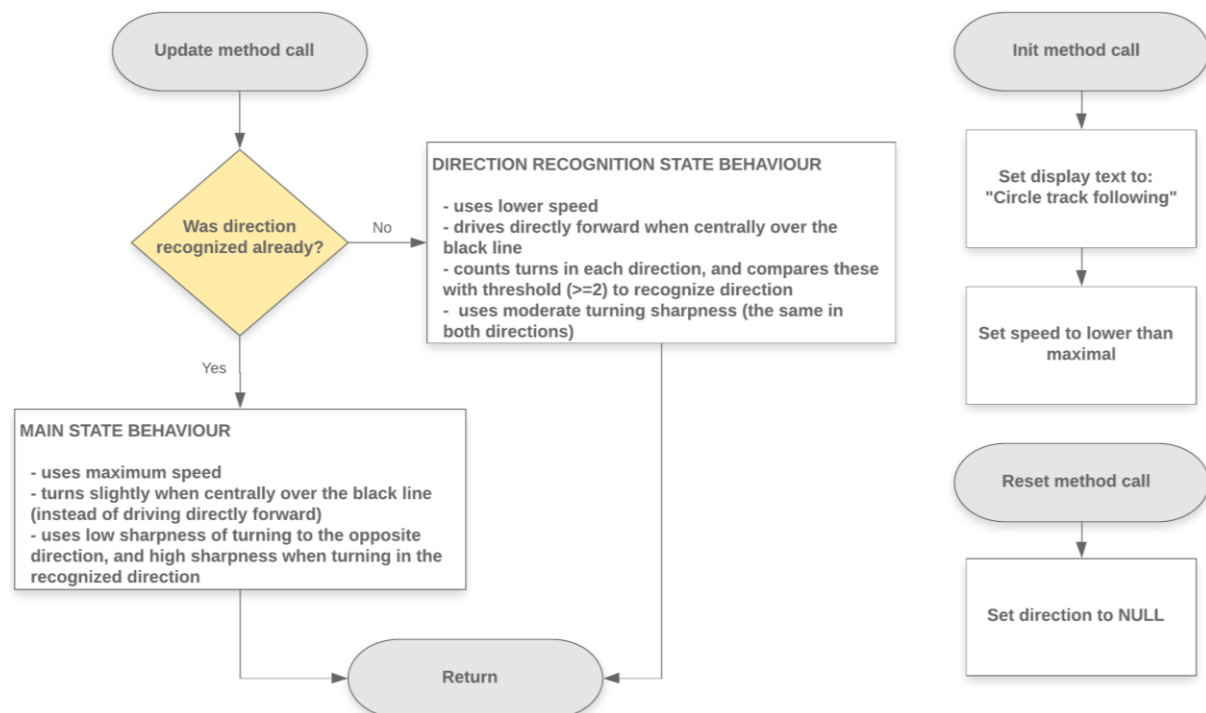 Update method call
Was direction
recognized already?
No
Yes
DIRECTION RECOGNITION STATE BEHAVIOUR
- uses lower speed
- drives directly forward when centrally over the
black line
- counts turns in each direction, and compares these
with threshold (>=2) to recognize direction
- uses moderate turning sharpness (the same in
both directions)
MAIN STATE BEHAVIOUR
- uses maximum speed
- turns slightly when centrally over the black line
(instead of driving directly forward)
- uses low sharpness of turning to the opposite
direction, and high sharpness when turning in the
recognized direction
Return
Init method call
Set display text to:
"Circle track following"
Set speed to lower than
maximal
Reset method call
Set direction to NULL